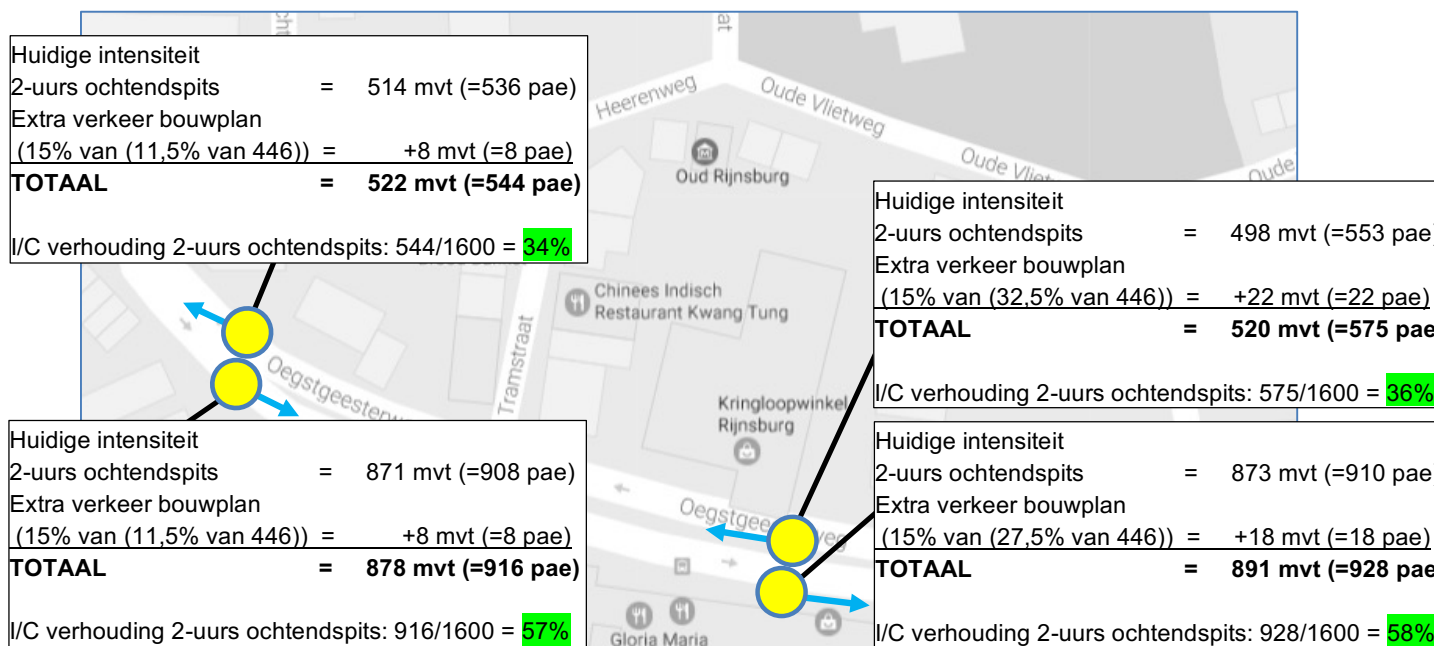 Huidige intensiteit
2-uurs ochtendspits = 514 mvt (=536 pae)
Extra verkeer bouwplan
(15% van (11,5% van 446)) = +8 mvt (=8 pae)
TOTAAL = 522 mvt (=544 pae)
I/C verhouding 2-uurs ochtendspits: 544/1600 = 34%
Heerenweg
Oude Vlietweg
Oude
Oude
Oud Rijnsburg
Huidige intensiteit
2-uurs ochtendspits = 498 mvt (=553 pae)
Extra verkeer bouwplan
(15% van (32,5% van 446)) = +22 mvt (=22 pae)
TOTAAL = 520 mvt (=575 pae
I/C verhouding 2-uurs ochtendspits: 575/1600 = 36%
Chinees Indisch
Restaurant Kwang Tung
Tramstraat
Oegstgeesterw
Kringloopwinkel
Rijnsburg
Huidige intensiteit
2-uurs ochtendspits = 871 mvt (=908 pae)
Extra verkeer bouwplan
(15% van (11,5% van 446)) = +8 mvt (=8 pae)
TOTAAL = 878 mvt (=916 pae)
I/C verhouding 2-uurs ochtendspits: 916/1600 = 57%
Oegstgee eg
Huidige intensiteit
2-uurs ochtendspits = 873 mvt (=910 pae
Extra verkeer bouwplan
(15% van (27,5% van 446)) = +18 mvt (=18 pae)
TOTAAL = 891 mvt (=928 pae
I/C verhouding 2-uurs ochtendspits: 928/1600 = 58%
Gloria Maria